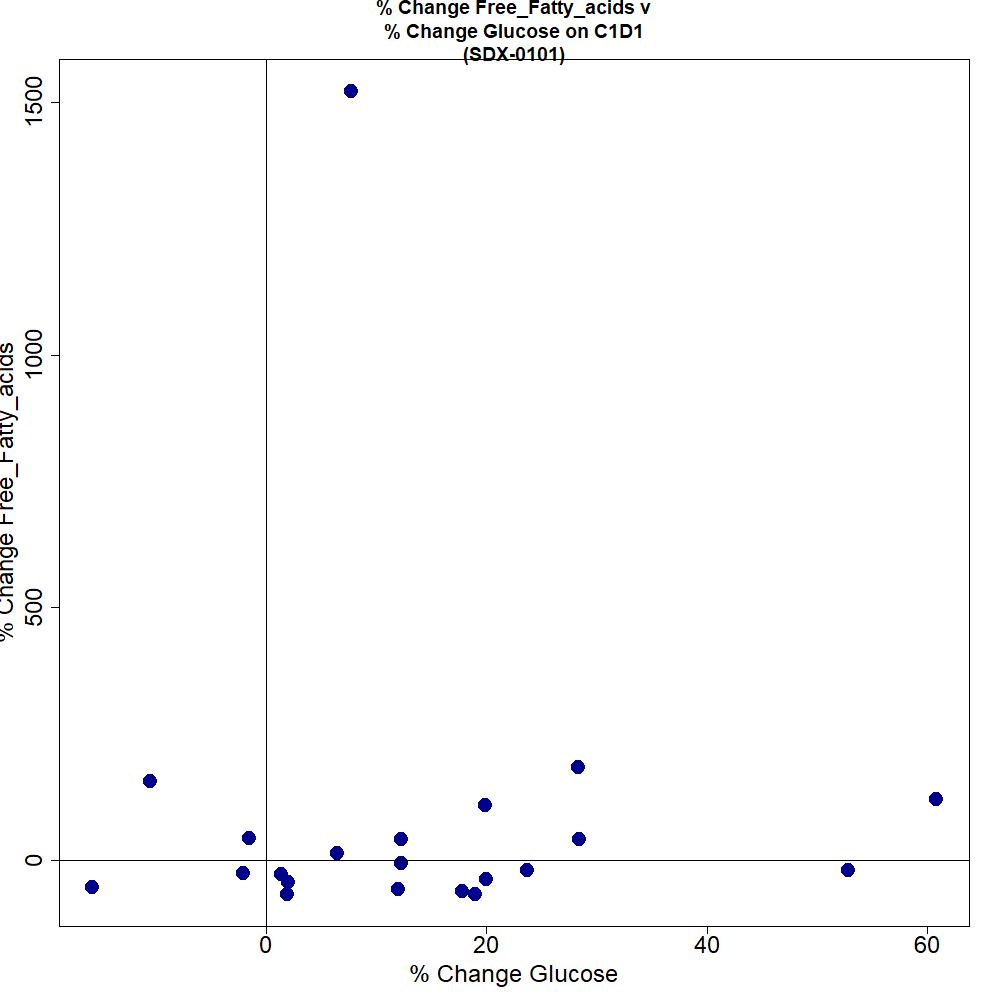 % Change Free_Fatty_acids v
% Change Glucose on C1D1
(SDX-0101)
% Change Free_Fatty_acids
1500
1000
500
0
0
20
40
60
% Change Glucose